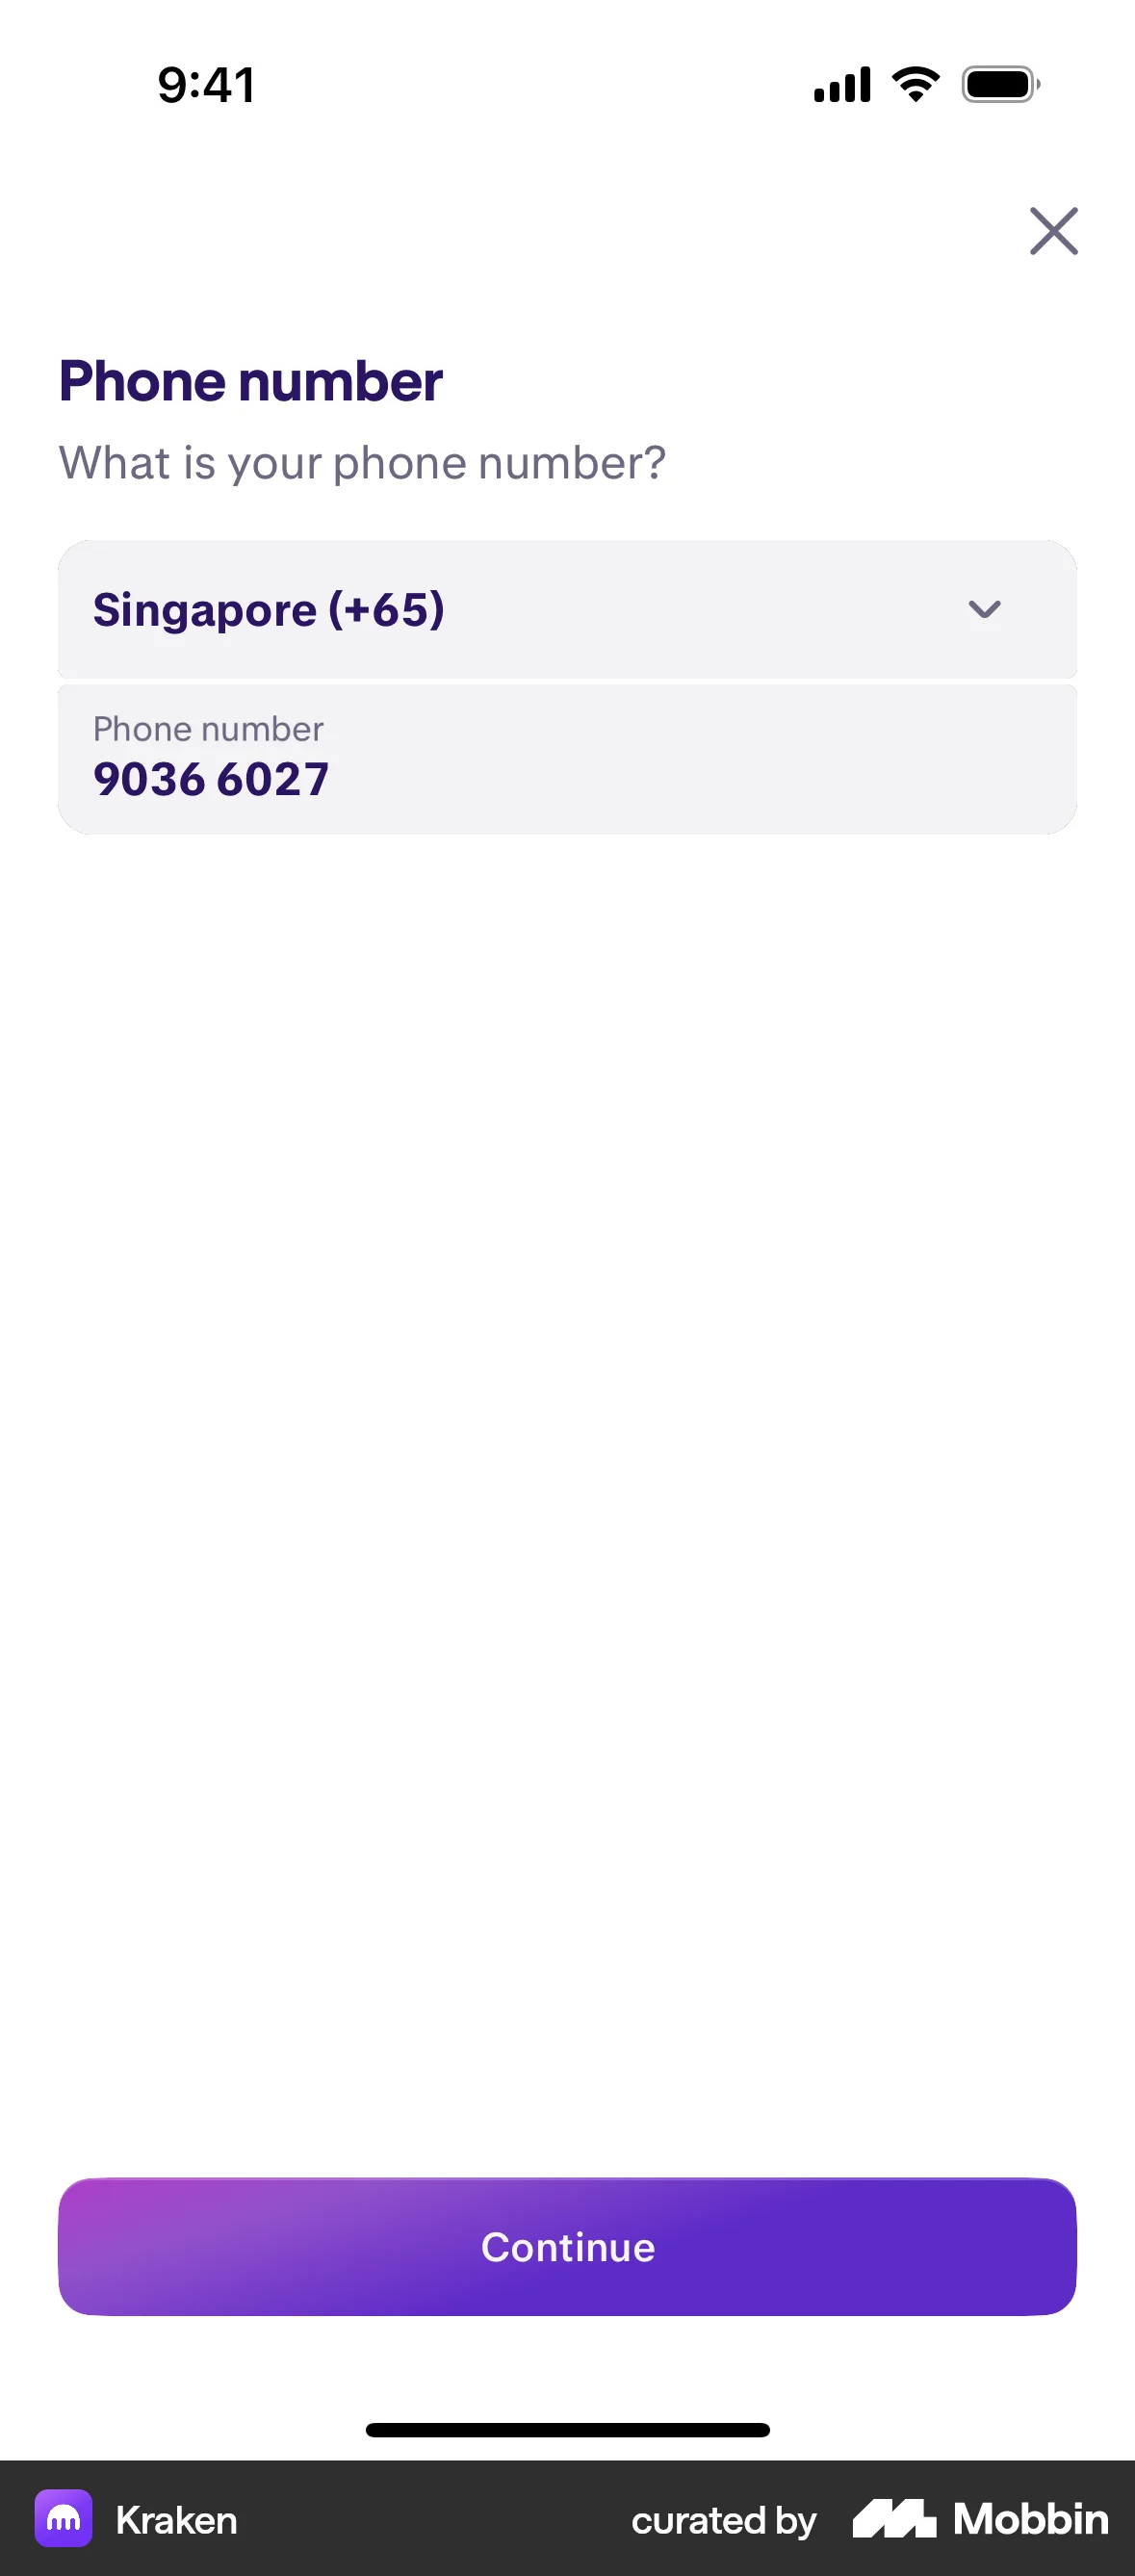 9:41
Phone number
What is your phone number?
Singapore (+65)
Phone number
9036 6027
Continue
Kraken
curated by Mobbin